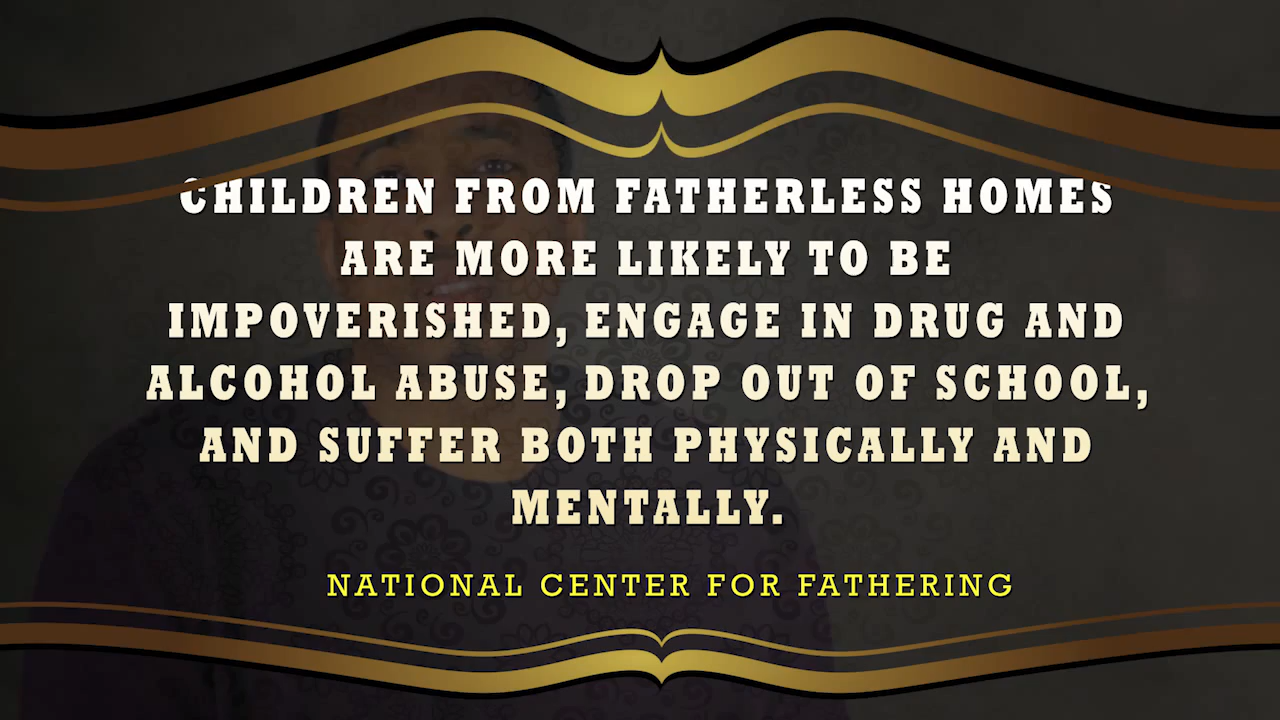 CHILDREN FROM FATHERLESS HOMES
ARE MORE LIKELY TO BE
IMPOVERISHED, ENGAGE IN DRUG AND
ALCOHOL ABUSE, DROP OUT OF SCHOOL,
AND SUFFER BOTH PHYSICALLY AND
MENTALLY.
NATIONAL CENTER FOR FATHERING